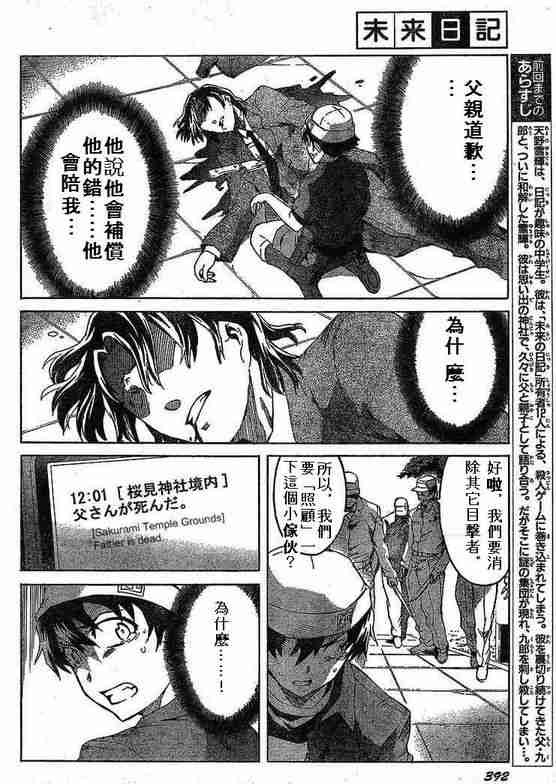 未来日記
前回までの
あらすじ
天野雪輝は、日記が趣味の中学生。彼は、「未来の日記」所有者12人による、殺人ゲームに巻き込まれてしまう。彼を裏切り続けてきた父・九
郎と、ついに和解した雪輝。彼は思い出の神社で、久々に父と親子として語り合う。だがそこに謎の集団が現れ、九郎を刺し殺してしまい…。
父親道歉…
…
他說他會補償
他的錯……他
會陪我…
為什麼…
好啦，我們要消
除其它目擊者。
所以，我們
要「照顧」一
下這個小傢伙？
12:01 [桜見神社境内]
父さんが死んだ。
[Sakurami Temple Grounds]
Father is dead.
為什麼……!
392